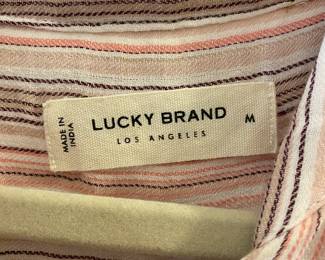 MADE IN
INDIA
LUCKY BRAND
LOS ANGELES
M